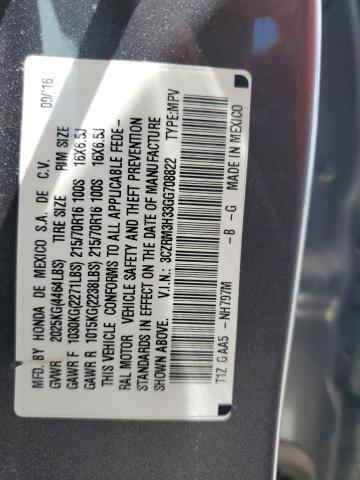 MFD. BY HONDA DE MEXICO S.A. DE C.V. 09/16
GVWR 2025KG(4464LBS) TIRE SIZE RIM SIZE
GAWR F 1030KG(2271LBS) 215/70R16 100S 16X6.5J
GAWR R 1015KG(2238LBS) 215/70R16 100S 16X6.5J
THIS VEHICLE CONFORMS TO ALL APPLICABLE FEDE-
RAL MOTOR VEHICLE SAFETY AND THEFT PREVENTION
STANDARDS IN EFFECT ON THE DATE OF MANUFACTURE
SHOWN ABOVE.
V.I.N.: 3CZRM3H33GG708822 TYPE:MPV
T1Z GAA5 -NH797M -B -G MADE IN MEXICO